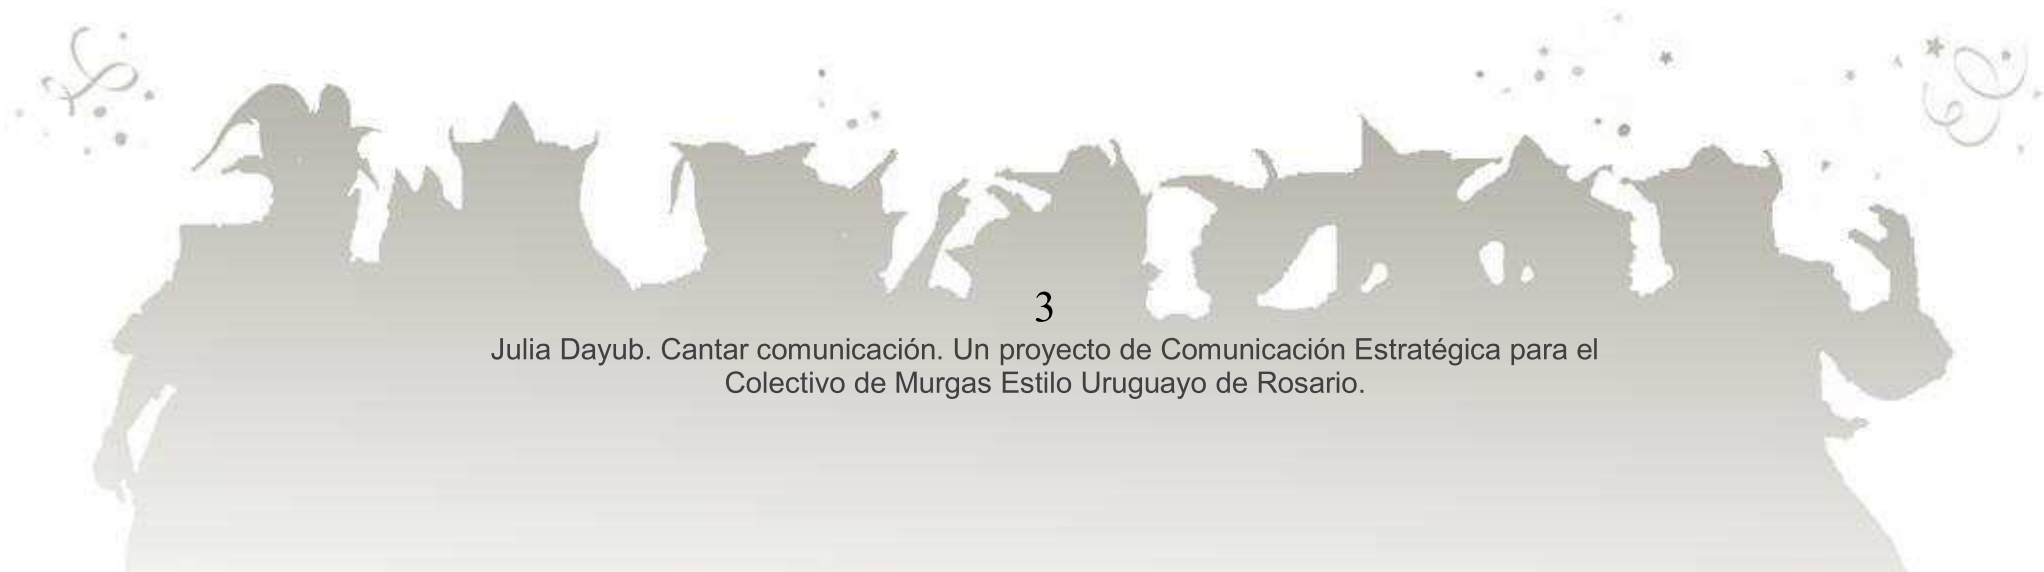 3
Julia Dayub. Cantar comunicación. Un proyecto de Comunicación Estratégica para el
Colectivo de Murgas Estilo Uruguayo de Rosario.